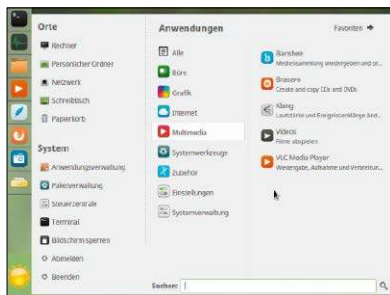 Orte
Rechner
Persönlicher Ordner
Netzwerk
Schreibtisch
Papierkorb
System
Anwendungsverwaltung
Paketverwaltung
Steuerzentrale
Terminal
Bildschirm sperren
Abmelden
Beenden
Anwendungen
Alle
Büro
Grafik
Internet
Multimedia
Systemwerkzeuge
Zubehör
Einstellungen
Systemverwaltung
Suchen:
Favoriten
Banshee
Mediensammlung wiedergeben und or...
Brasero
Create and copy CDs and DVDs
Klang
Lautstärke und Ereignisklänge änd...
Videos
Filme abspielen
VLC Media Player
Wiedergabe, Aufnahme und Verbreitun...